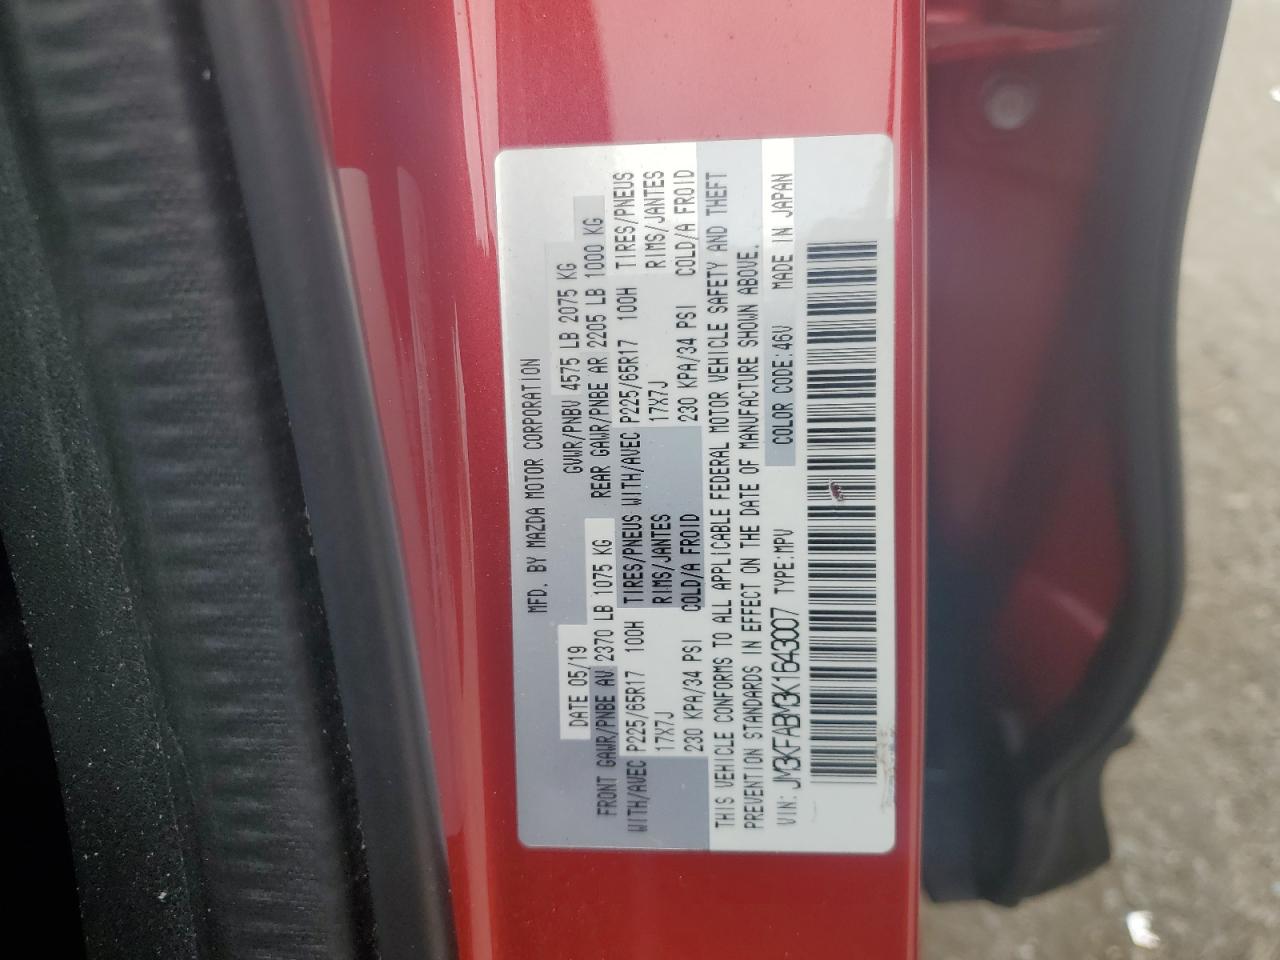 MFD. BY MAZDA MOTOR CORPORATION
DATE 05/19 GVWR/PNBV 4575 LB 2075 KG
FRONT GAWR/PNBE AV 2370 LB 1075 KG REAR GAWR/PNBE AR 2205 LB 1000 KG
WITH/AVEC P225/65R17 100H TIRES/PNEUS WITH/AVEC P225/65R17 100H TIRES/PNEUS
17X7J RIMS/JANTES 17X7J RIMS/JANTES
230 KPA/34 PSI COLD/A FROID 230 KPA/34 PSI COLD/A FROID
THIS VEHICLE CONFORMS TO ALL APPLICABLE FEDERAL MOTOR VEHICLE SAFETY AND THEFT
PREVENTION STANDARDS IN EFFECT ON THE DATE OF MANUFACTURE SHOWN ABOVE.
VIN: JM3KFABM3K1643007 TYPE:MPV COLOR CODE:46V MADE IN JAPAN